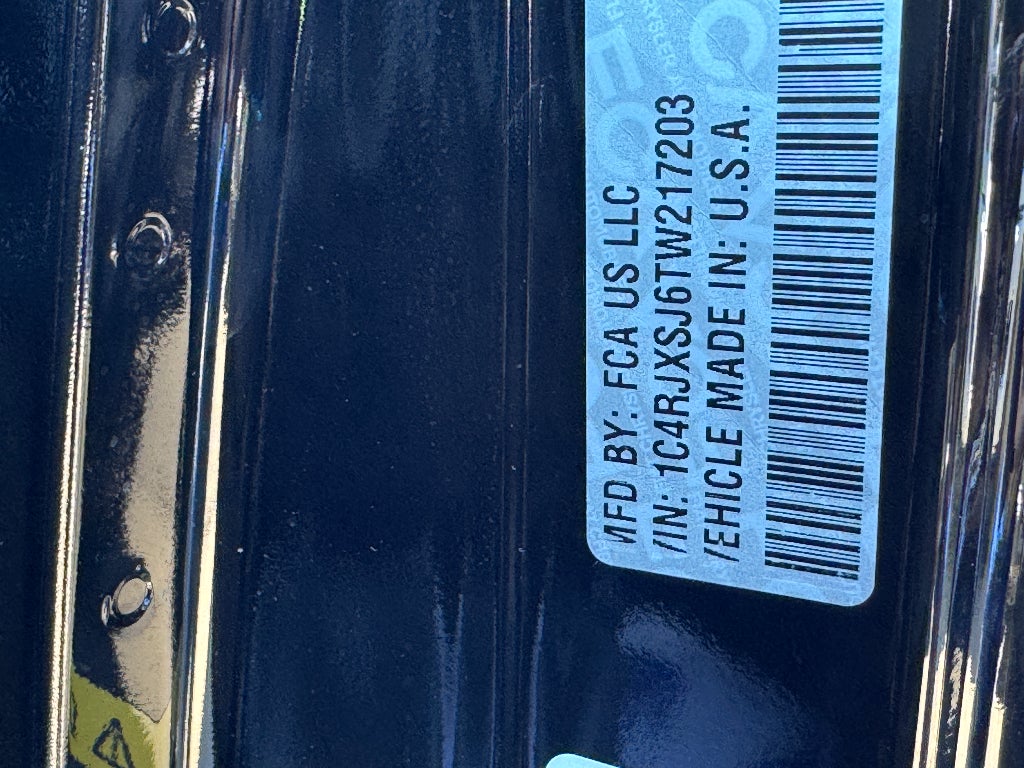 MFD BY: FCA US LLC
VIN: 1C4RJXSJ6TW217203
VEHICLE MADE IN: U.S.A.